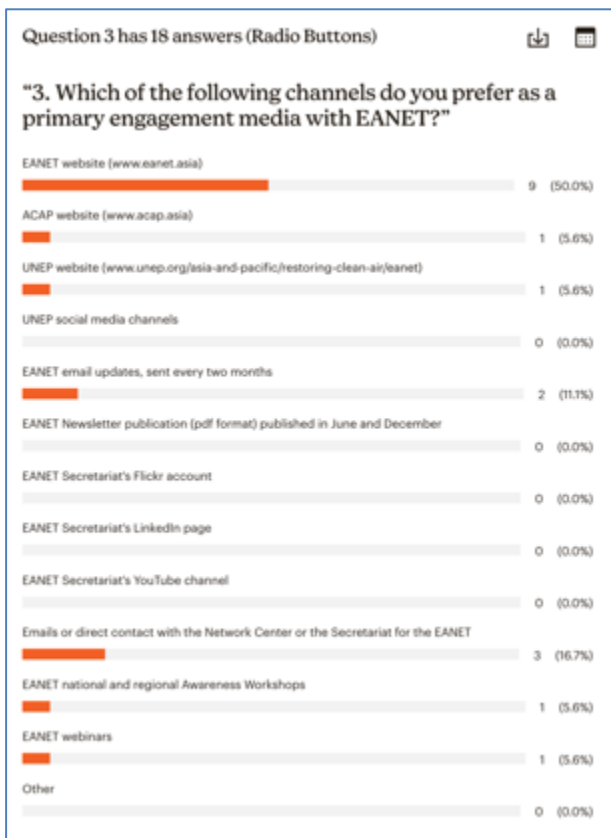 Question 3 has 18 answers (Radio Buttons)
“3. Which of the following channels do you prefer as a
primary engagement media with EANET?”
EANET website (www.eanet.asia)
9 (50.0%)
ACAP website (www.acap.asia)
1 (5.6%)
UNEP website (www.unep.org/asia-and-pacific/restoring-clean-air/eanet)
1 (5.6%)
UNEP social media channels
0 (0.0%)
EANET email updates, sent every two months
2 (11.1%)
EANET Newsletter publication (pdf format) published in June and December
0 (0.0%)
EANET Secretariat's Flickr account
0 (0.0%)
EANET Secretariat's LinkedIn page
0 (0.0%)
EANET Secretariat's YouTube channel
0 (0.0%)
Emails or direct contact with the Network Center or the Secretariat for the EANET
3 (16.7%)
EANET national and regional Awareness Workshops
1 (5.6%)
EANET webinars
1 (5.6%)
Other
0 (0.0%)